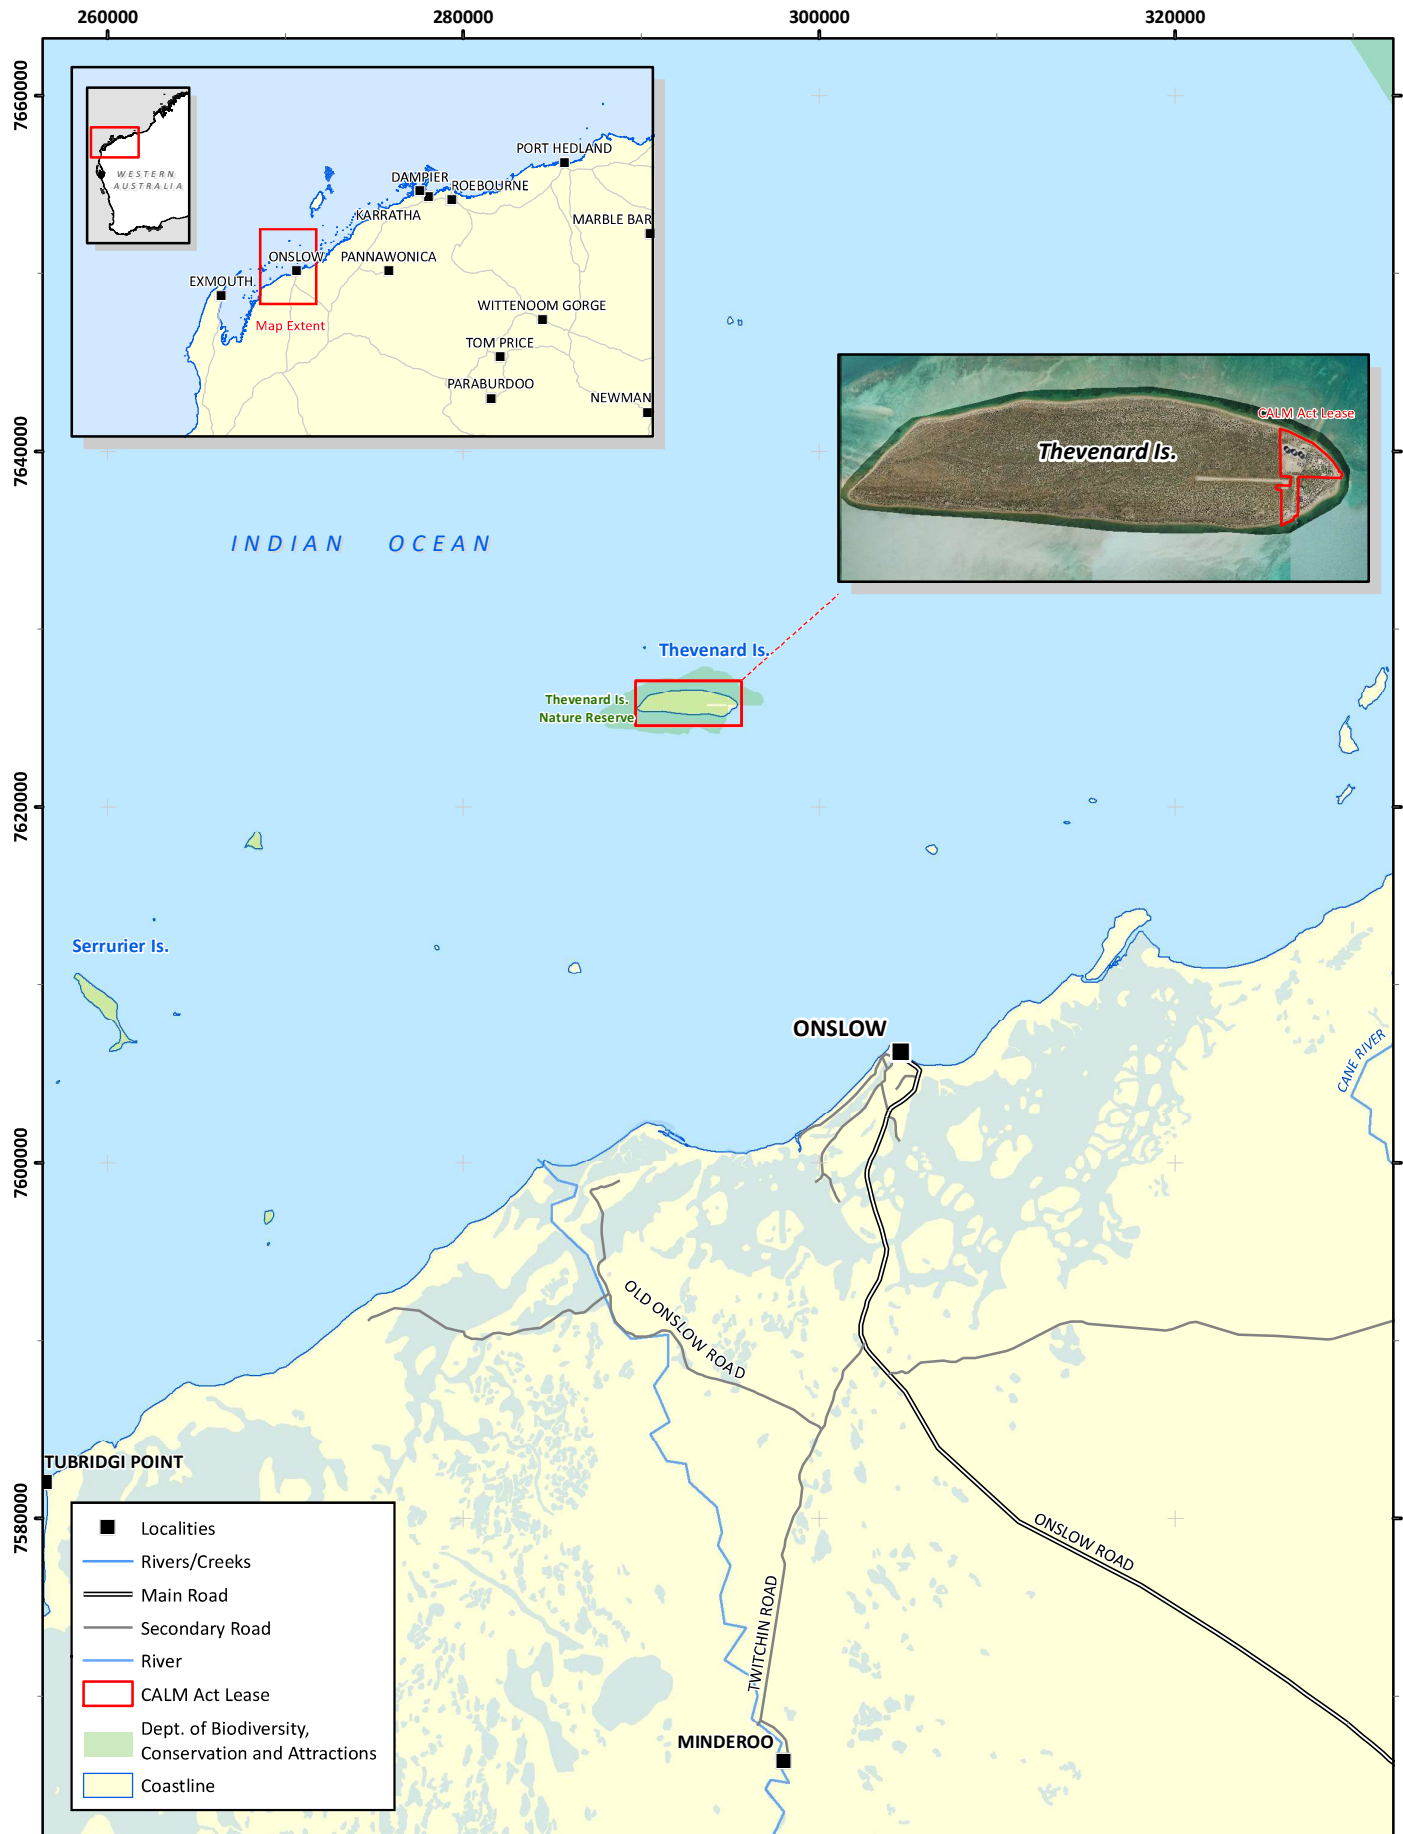 260000
280000
300000
320000
7660000
7640000
7620000
7600000
7580000
WESTERN
AUSTRALIA
PORT HEDLAND
DAMPIER
ROEBOURNE
KARRATHA
MARBLE BAR
ONSLOW
PANNAWONICA
EXMOUTH
WITTENOOM GORGE
Map Extent
TOM PRICE
PARABURDOO
NEWMAN
CALM Act Lease
Thevenard Is.
INDIAN OCEAN
Thevenard Is.
Thevenard Is.
Nature Reserve
Serrurier Is.
ONSLOW
CANE RIVER
OLD ONSLOW ROAD
TUBRIDGI POINT
ONSLOW ROAD
TWITCHIN ROAD
MINDEROO
Localities
Rivers/Creeks
Main Road
Secondary Road
River
CALM Act Lease
Dept. of Biodiversity,
Conservation and Attractions
Coastline